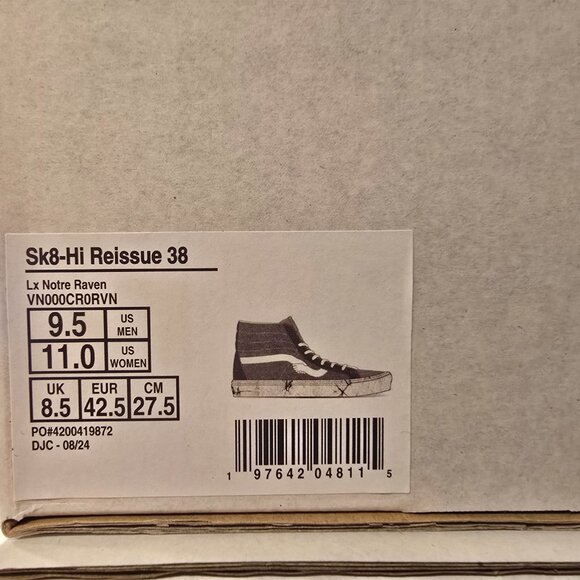 Sk8-Hi Reissue 38
Lx Notre Raven
VN000CR0RVN
9.5 US MEN
11.0 US WOMEN
UK EUR CM
8.5 42.5 27.5
PO#4200419872
DJC - 08/24
1 97642 04811 5